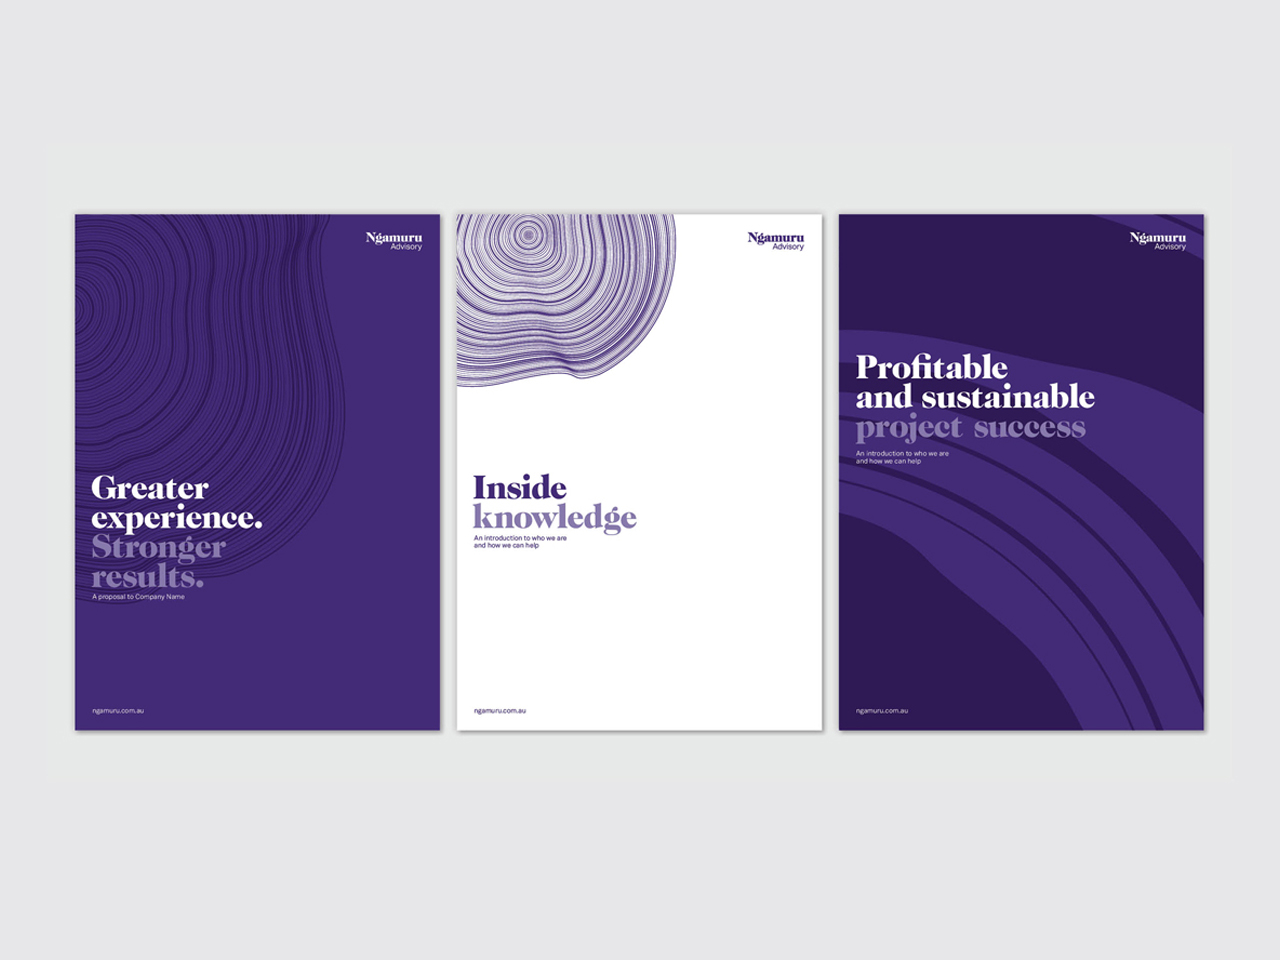 Ngamuru
Advisory
Greater
experience.
Stronger
results.
A proposal to Company Name
ngamuru.com.au
Ngamuru
Advisory
Inside
knowledge
An introduction to who we are
and how we can help
ngamuru.com.au
Ngamuru
Advisory
Profitable
and sustainable
project success
An introduction to who we are
and how we can help
ngamuru.com.au